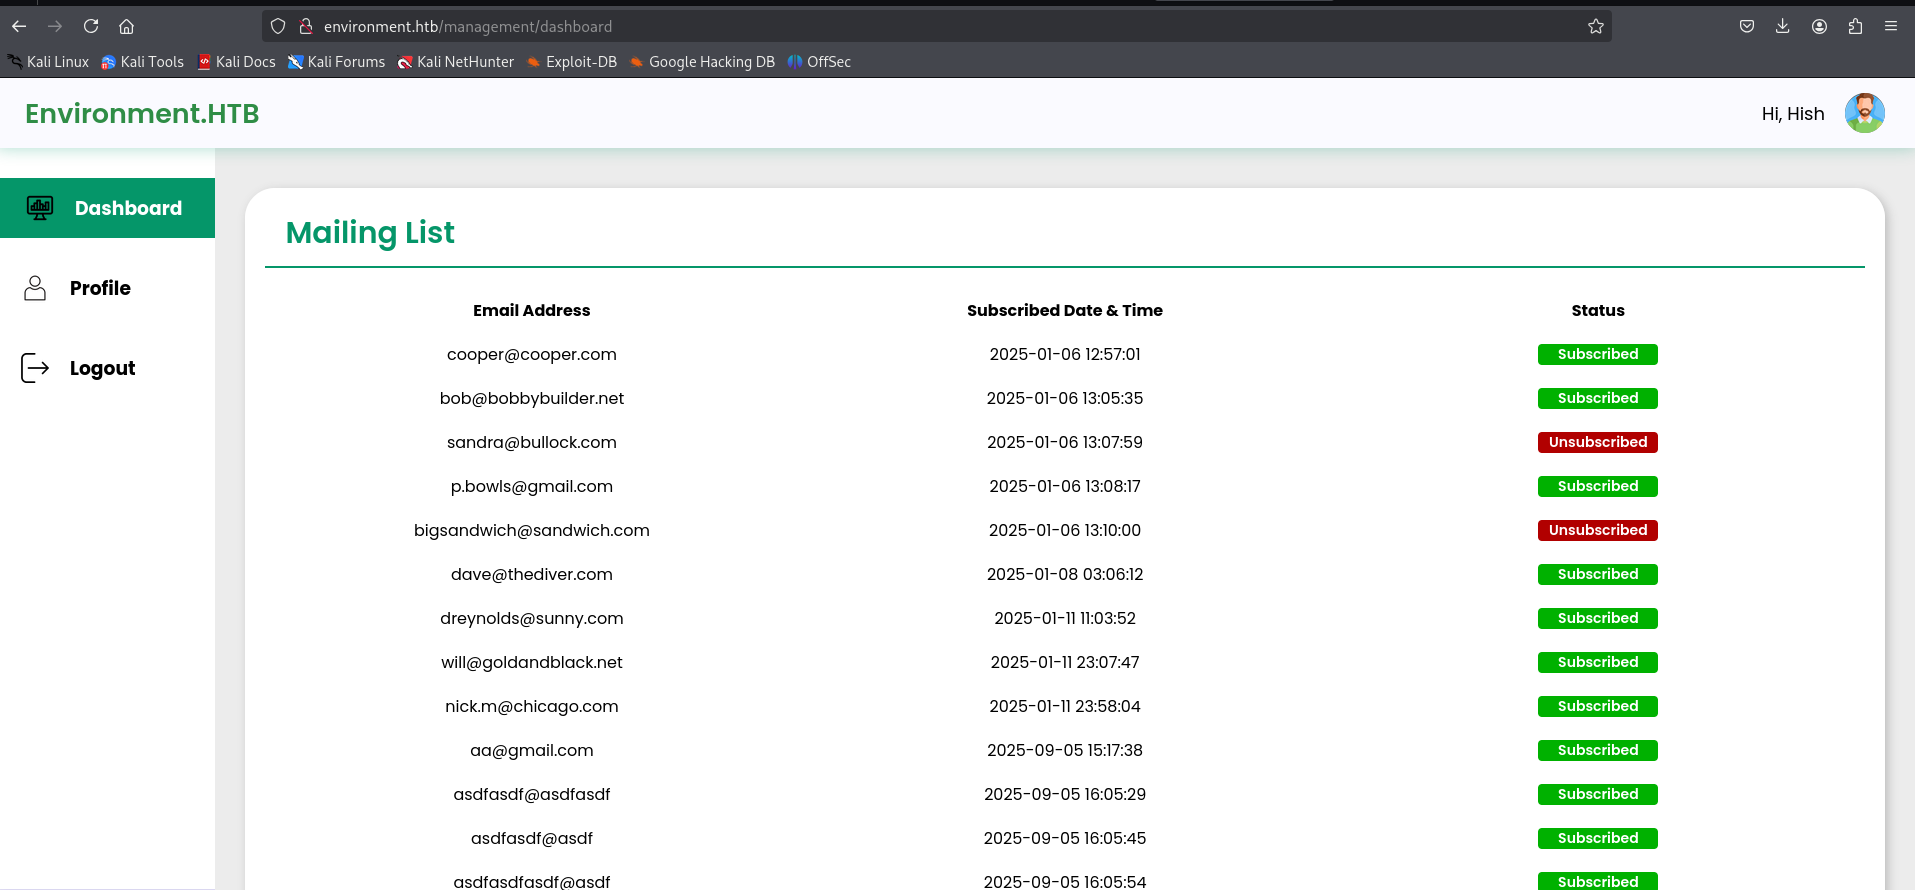 environment.htb/management/dashboard
Kali Linux Kali Tools Kali Docs Kali Forums Kali NetHunter Exploit-DB Google Hacking DB OffSec
Environment.HTB
Hi, Hish
Dashboard
Profile
Logout
Mailing List
Email Address Subscribed Date & Time Status
cooper@cooper.com 2025-01-06 12:57:01 Subscribed
bob@bobbybuilder.net 2025-01-06 13:05:35 Subscribed
sandra@bullock.com 2025-01-06 13:07:59 Unsubscribed
p.bowls@gmail.com 2025-01-06 13:08:17 Subscribed
bigsandwich@sandwich.com 2025-01-06 13:10:00 Unsubscribed
dave@thediver.com 2025-01-08 03:06:12 Subscribed
dreynolds@sunny.com 2025-01-11 11:03:52 Subscribed
will@goldandblack.net 2025-01-11 23:07:47 Subscribed
nick.m@chicago.com 2025-01-11 23:58:04 Subscribed
aa@gmail.com 2025-09-05 15:17:38 Subscribed
asdfasdf@asdfasdf 2025-09-05 16:05:29 Subscribed
asdfasdf@asdf 2025-09-05 16:05:45 Subscribed
asdfasdfasdf@asdf 2025-09-05 16:05:54 Subscribed